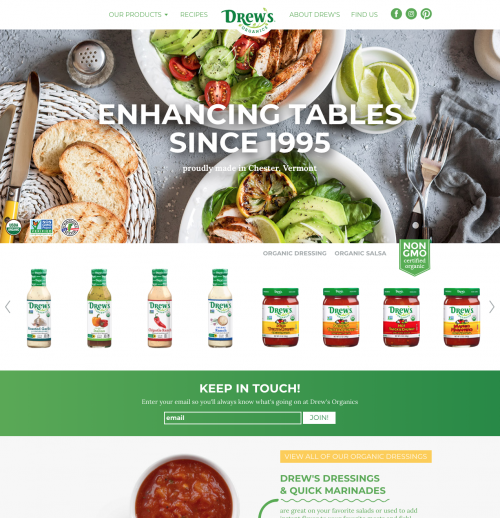 OUR PRODUCTS
RECIPES
DREW'S
ORGANICS
ABOUT DREW'S
FIND US
ENHANCING TABLES
SINCE 1995
proudly made in Chester, Vermont
ORGANIC DRESSING
ORGANIC SALSA
NON
GMO
certified
organic
DREW'S
DREW'S
DREW'S
DREW'S
DREW'S
DREW'S
DREW'S
DREW'S
KEEP IN TOUCH!
Enter your email so you'll always know what's going on at Drew's Organics
email
JOIN!
VIEW ALL OF OUR ORGANIC DRESSINGS
DREW'S DRESSINGS
& QUICK MARINADES
are great on your favorite salads or used to add